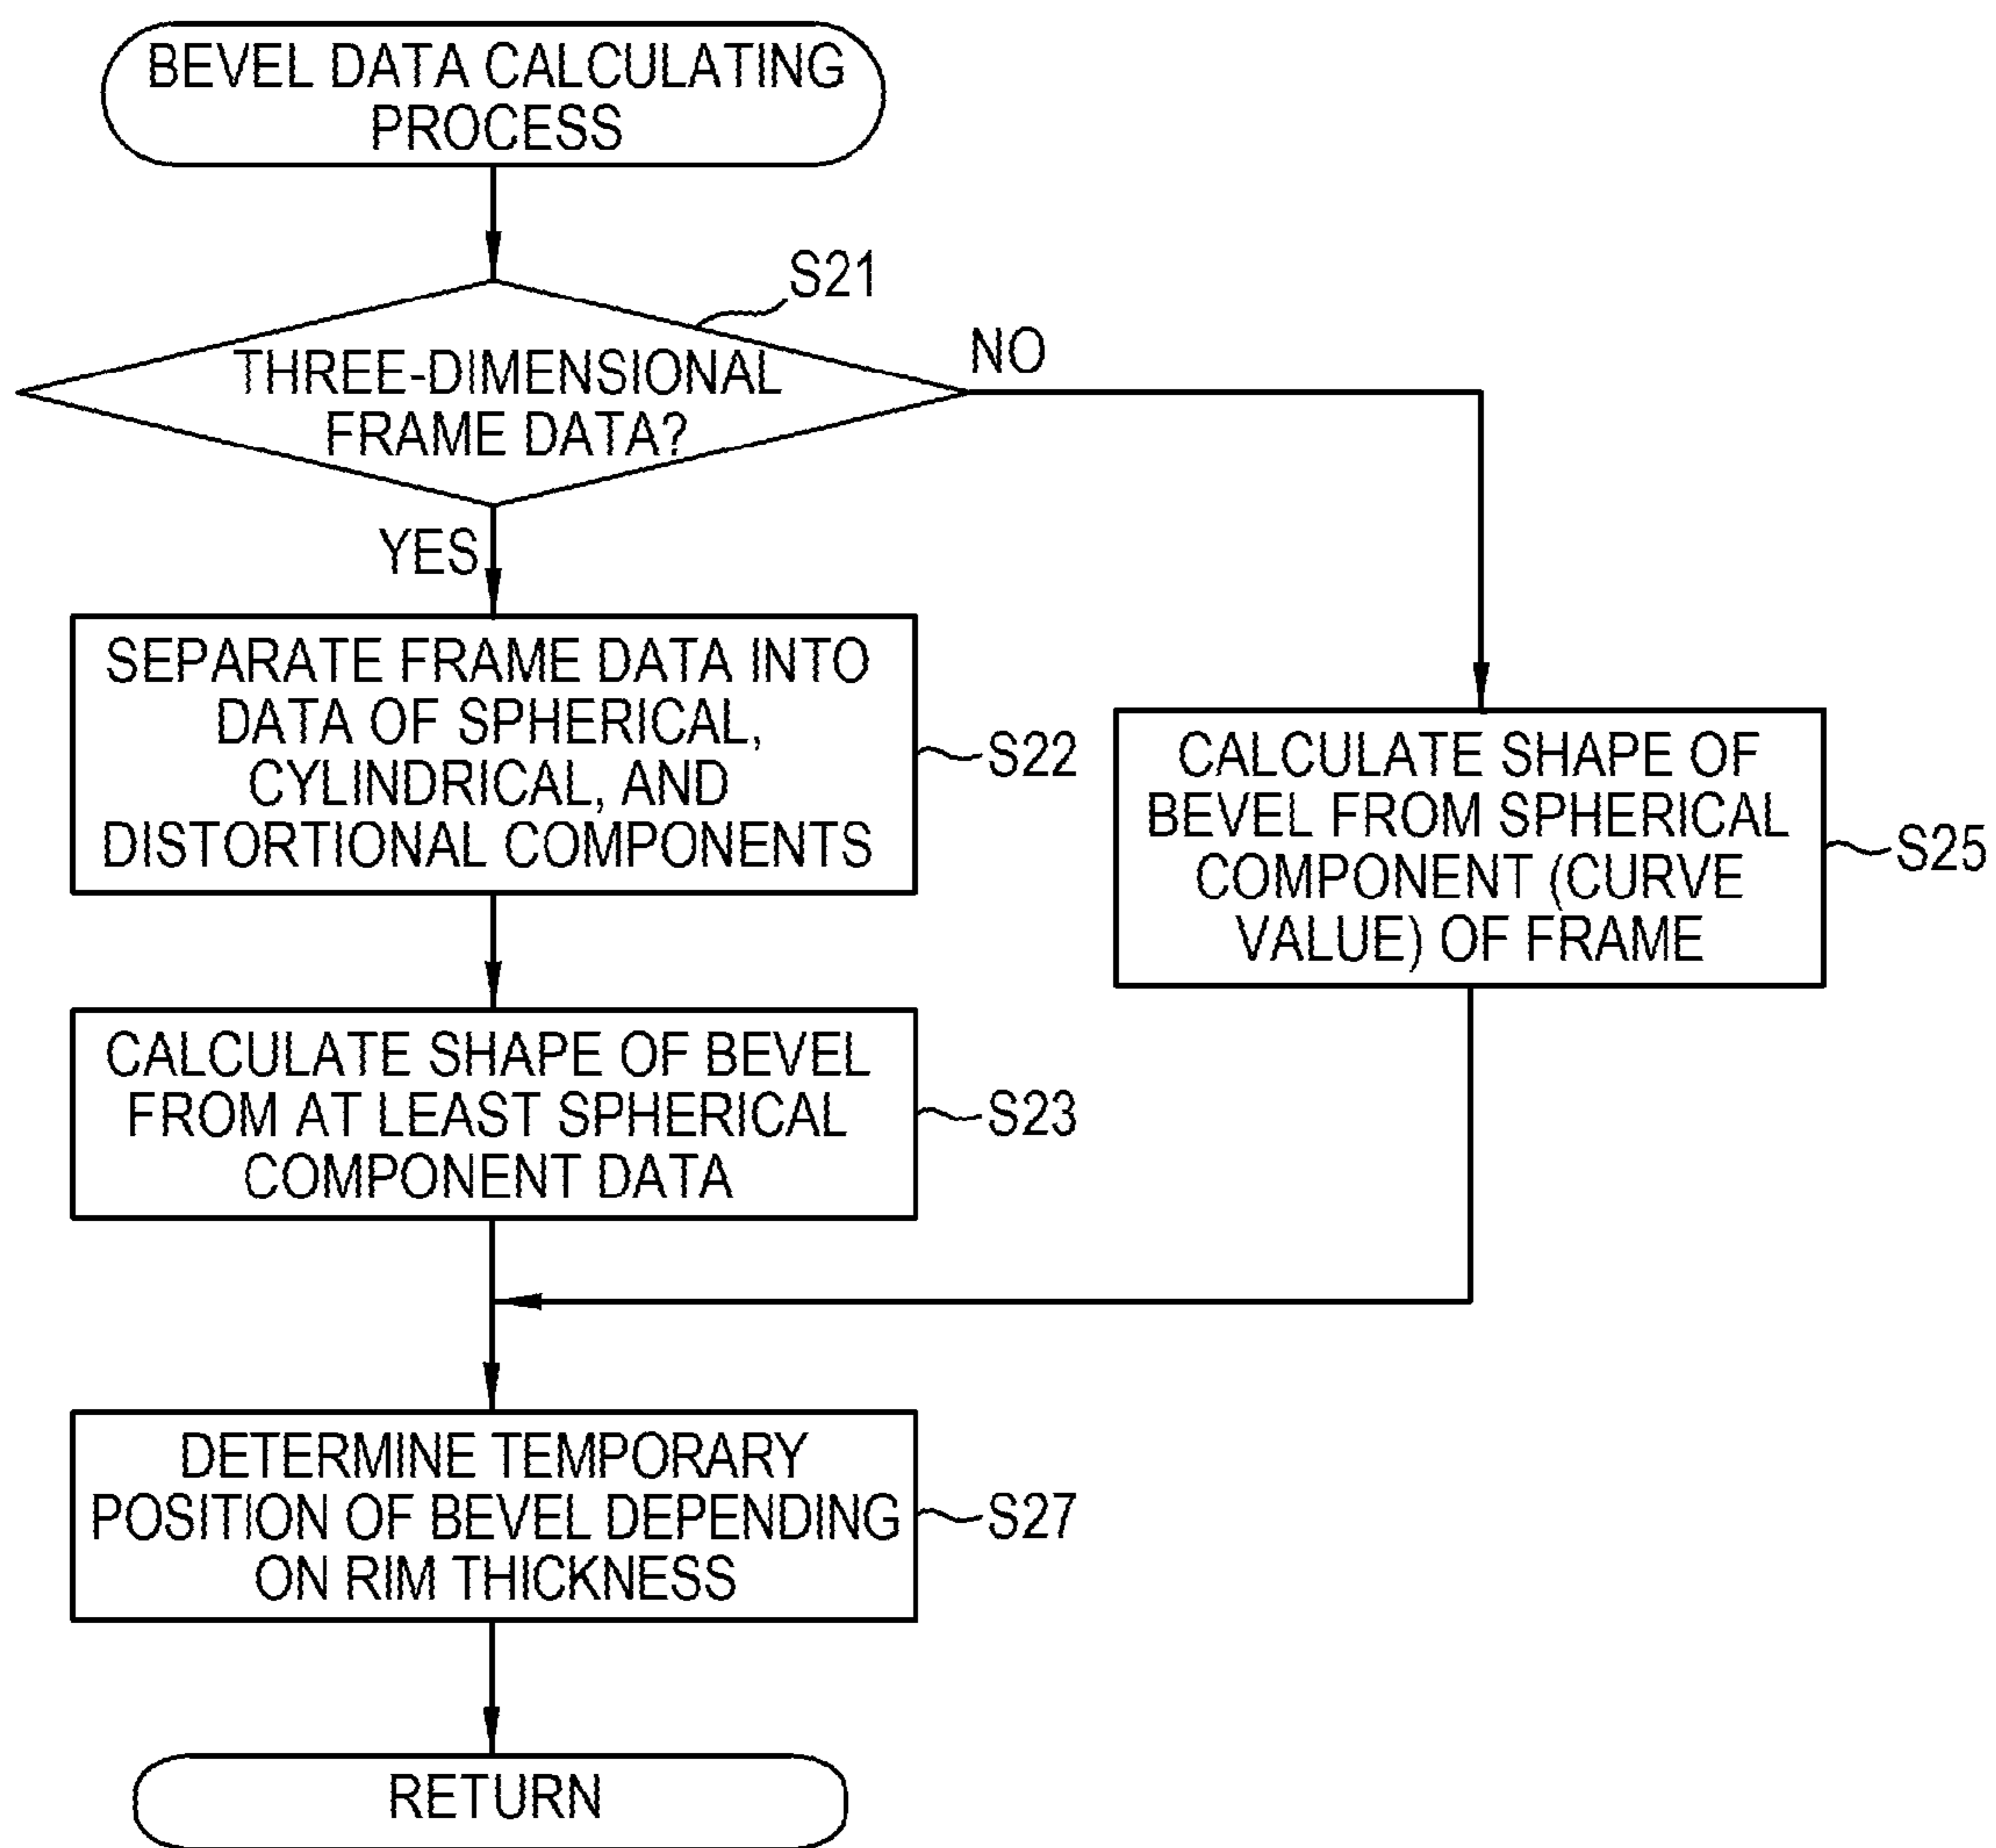 BEVEL DATA CALCULATING
PROCESS
S21
THREE-DIMENSIONAL
FRAME DATA?
NO
YES
SEPARATE FRAME DATA INTO
DATA OF SPHERICAL,
CYLINDRICAL, AND
DISTORTIONAL COMPONENTS
S22
CALCULATE SHAPE OF
BEVEL FROM SPHERICAL
COMPONENT (CURVE
VALUE) OF FRAME
S25
CALCULATE SHAPE OF BEVEL
FROM AT LEAST SPHERICAL
COMPONENT DATA
S23
DETERMINE TEMPORARY
POSITION OF BEVEL DEPENDING
ON RIM THICKNESS
S27
RETURN